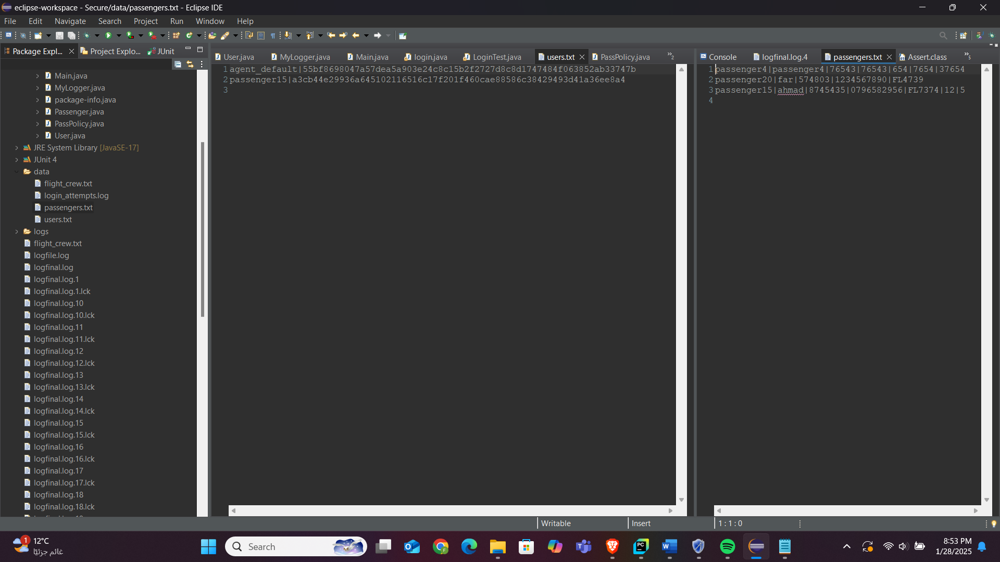 eclipse-workspace - Secure/data/passengers.txt - Eclipse IDE
File Edit Navigate Search Project Run Window Help
Package Expl... Project Explo... JUnit
User.java MyLogger.java Main.java login.java LoginTest.java users.txt PassPolicy.java »2
Console logfinal.log.4 passengers.txt Assert.class »5
Main.java
MyLogger.java
package-info.java
Passenger.java
PassPolicy.java
User.java
JRE System Library [JavaSE-17]
JUnit 4
data
flight_crew.txt
login_attempts.log
passengers.txt
users.txt
logs
flight_crew.txt
logfile.log
logfinal.log
logfinal.log.1
logfinal.log.1.lck
logfinal.log.10
logfinal.log.10.lck
logfinal.log.11
logfinal.log.11.lck
logfinal.log.12
logfinal.log.12.lck
logfinal.log.13
logfinal.log.13.lck
logfinal.log.14
logfinal.log.14.lck
logfinal.log.15
logfinal.log.15.lck
logfinal.log.16
logfinal.log.16.lck
logfinal.log.17
logfinal.log.17.lck
logfinal.log.18
logfinal.log.18.lck
1 agent_default|55bf8698047a57dea5a903e24c8c15b2f2727d8c8d1747484f063852ab33747b
2 passenger15|a3cb44e29936a645102116516c17f201f460cae88586c38429493d41a36ee8a4
3
1 passenger4|passenger4|76543|76543|654|7654|37654
2 passenger20|far|574803|1234567890|FL4739
3 passenger15|ahmad|8745435|0796582956|FL7374|12|5
4
Writable Insert 1 : 1 : 0
1
12°C
غائم جزئيًا
Search
8:53 PM
1/28/2025